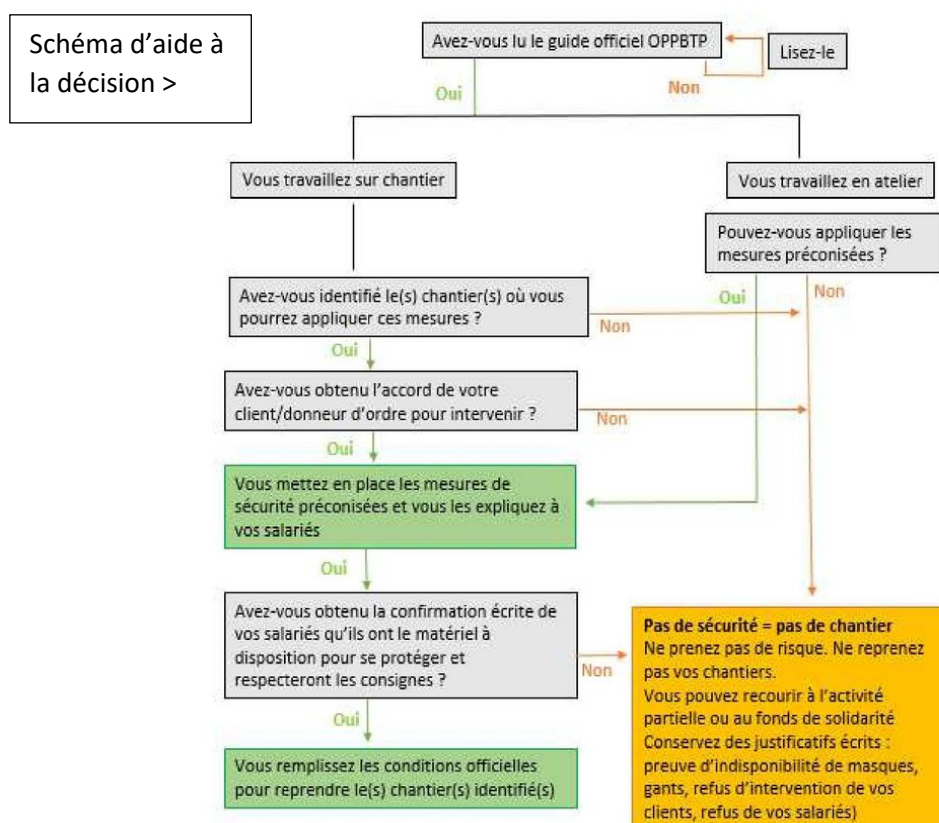 Schéma d'aide à
la décision >
Avez-vous lu le guide officiel OPPBTP
Lisez-le
Oui
Non
Vous travaillez sur chantier
Vous travaillez en atelier
Pouvez-vous appliquer les
mesures préconisées ?
Oui
Non
Avez-vous identifié le(s) chantier(s) où vous
pourrez appliquer ces mesures ?
Non
Oui
Avez-vous obtenu l'accord de votre
client/donneur d'ordre pour intervenir ?
Non
Oui
Vous mettez en place les mesures de
sécurité préconisées et vous les expliquez à
vos salariés
Oui
Avez-vous obtenu la confirmation écrite de
vos salariés qu'ils ont le matériel à
disposition pour se protéger et
respecteront les consignes ?
Non
Oui
Vous remplissez les conditions officielles
pour reprendre le(s) chantier(s) identifié(s)
Pas de sécurité = pas de chantier
Ne prenez pas de risque. Ne reprenez
pas vos chantiers.
Vous pouvez recourir à l'activité
partielle ou au fonds de solidarité
Conservez des justificatifs écrits :
preuve d'indisponibilité de masques,
gants, refus d'intervention de vos
clients, refus de vos salariés)